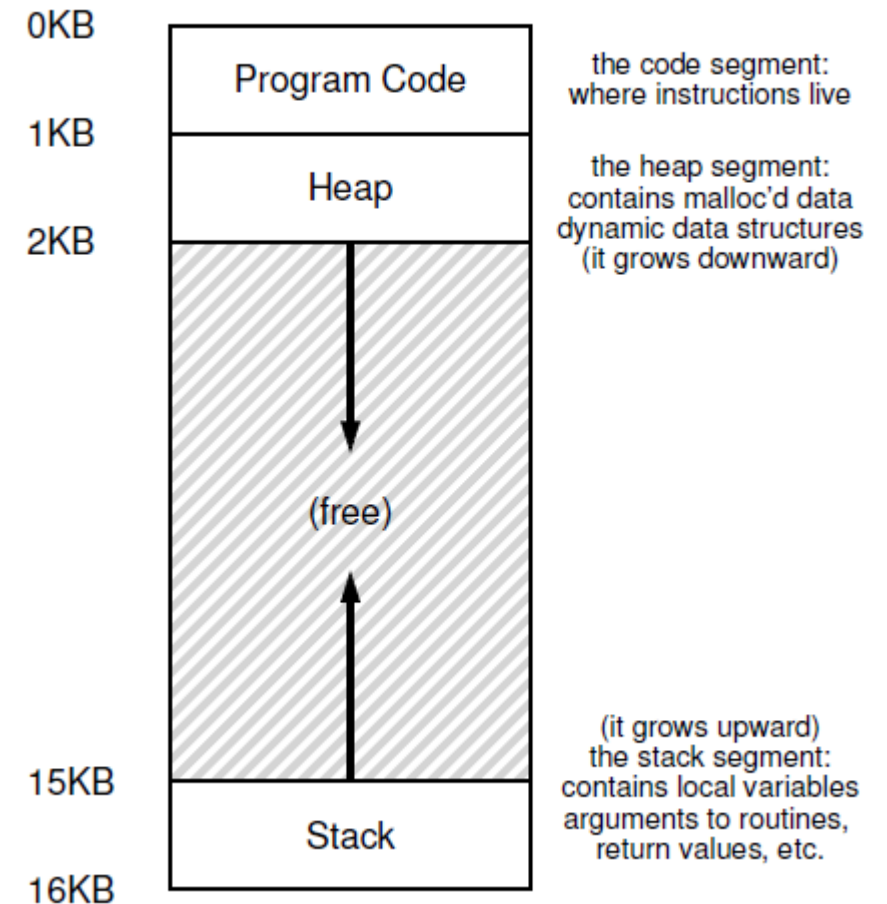 0KB
Program Code
the code segment:
where instructions live
1KB
Heap
the heap segment:
contains malloc'd data
dynamic data structures
(it grows downward)
2KB
(free)
(it grows upward)
the stack segment:
contains local variables
arguments to routines,
return values, etc.
15KB
Stack
16KB